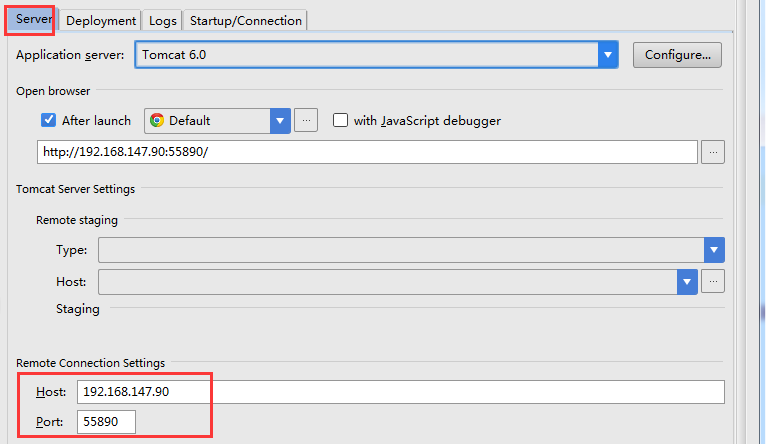 Server Deployment Logs Startup/Connection
Application server: Tomcat 6.0 Configure...
Open browser
After launch Default ... with JavaScript debugger
http://192.168.147.90:55890/ ...
Tomcat Server Settings
Remote staging
Type:
Host: ...
Staging
Remote Connection Settings
Host: 192.168.147.90
Port: 55890